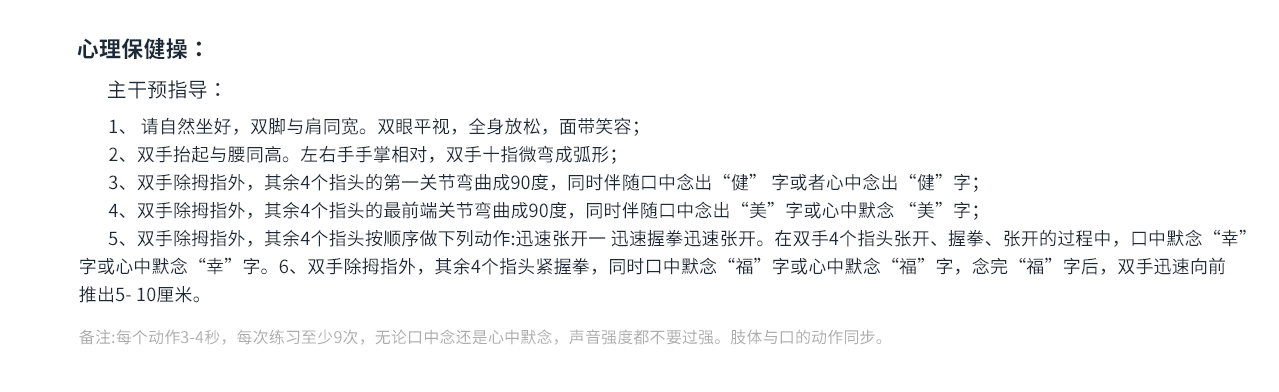 心理保健操：
主干预指导：
1、 请自然坐好，双脚与肩同宽。双眼平视，全身放松，面带笑容；
2、双手抬起与腰同高。左右手手掌相对，双手十指微弯成弧形；
3、双手除拇指外，其余4个指头的第一关节弯曲成90度，同时伴随口中念出“健” 字或者心中念出“健”字；
4、双手除拇指外，其余4个指头的最前端关节弯曲成90度，同时伴随口中念出“美”字或心中默念 “美”字；
5、双手除拇指外，其余4个指头按顺序做下列动作:迅速张开一 迅速握拳迅速张开。在双手4个指头张开、握拳、张开的过程中，口中默念“幸”
字或心中默念“幸”字。6、双手除拇指外，其余4个指头紧握拳，同时口中默念“福”字或心中默念“福”字，念完“福”字后，双手迅速向前
推出5- 10厘米。
备注:每个动作3-4秒，每次练习至少9次，无论口中念还是心中默念，声音强度都不要过强。肢体与口的动作同步。